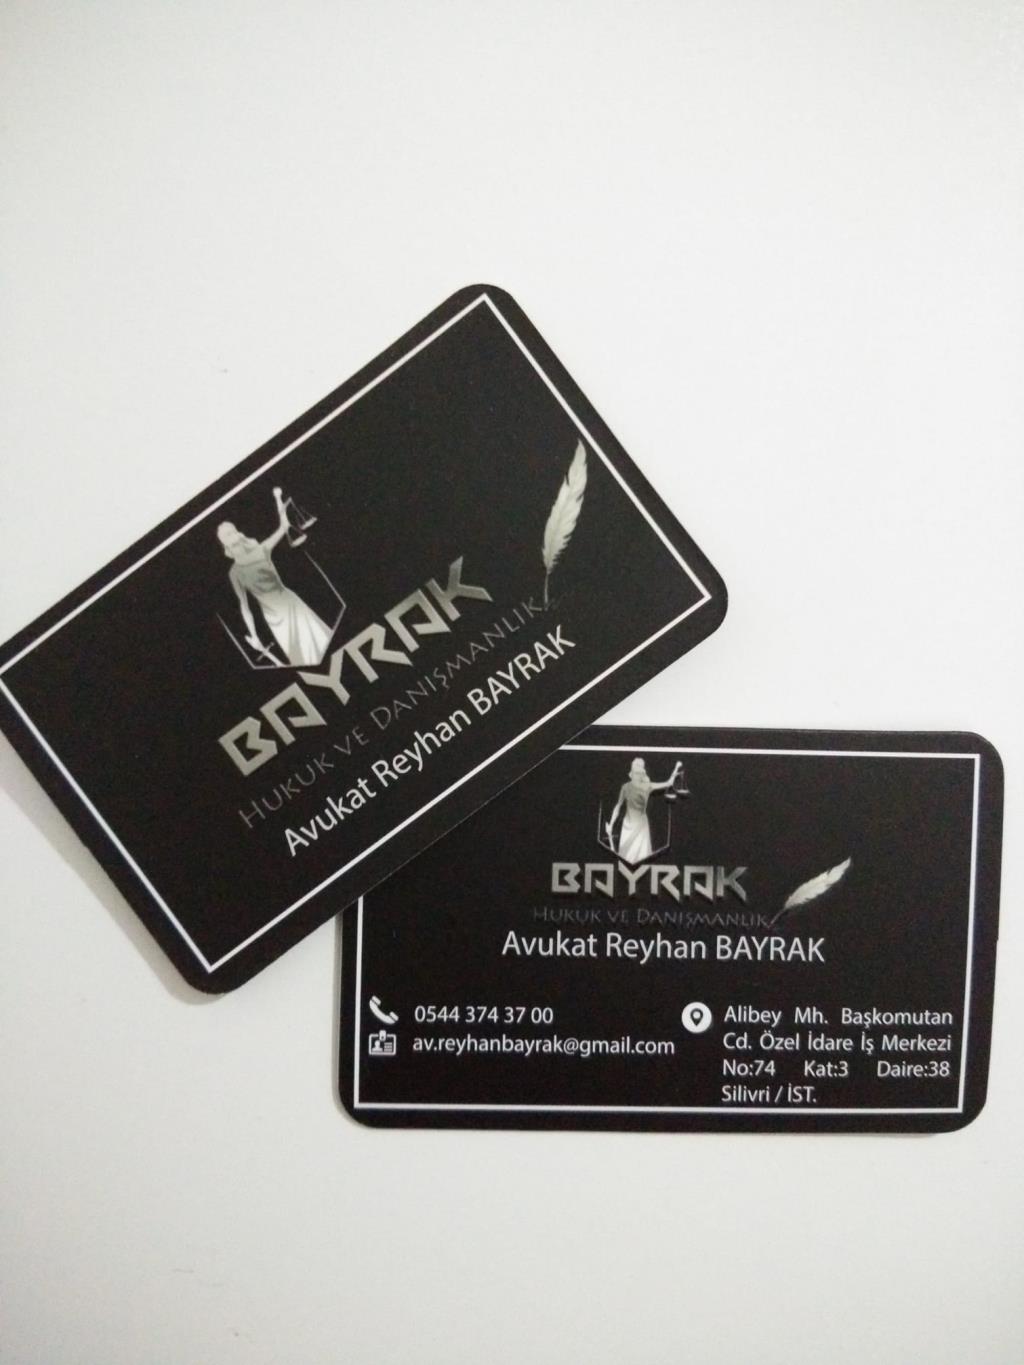 BAYRAK
HUKUK VE DANIŞMANLIK
Avukat Reyhan BAYRAK
BAYRAK
HUKUK VE DANIŞMANLIK
Avukat Reyhan BAYRAK
0544 374 37 00
av.reyhanbayrak@gmail.com
Alibey Mh. Başkomutan
Cd. Özel İdare İş Merkezi
No:74 Kat:3 Daire:38
Silivri / İST.